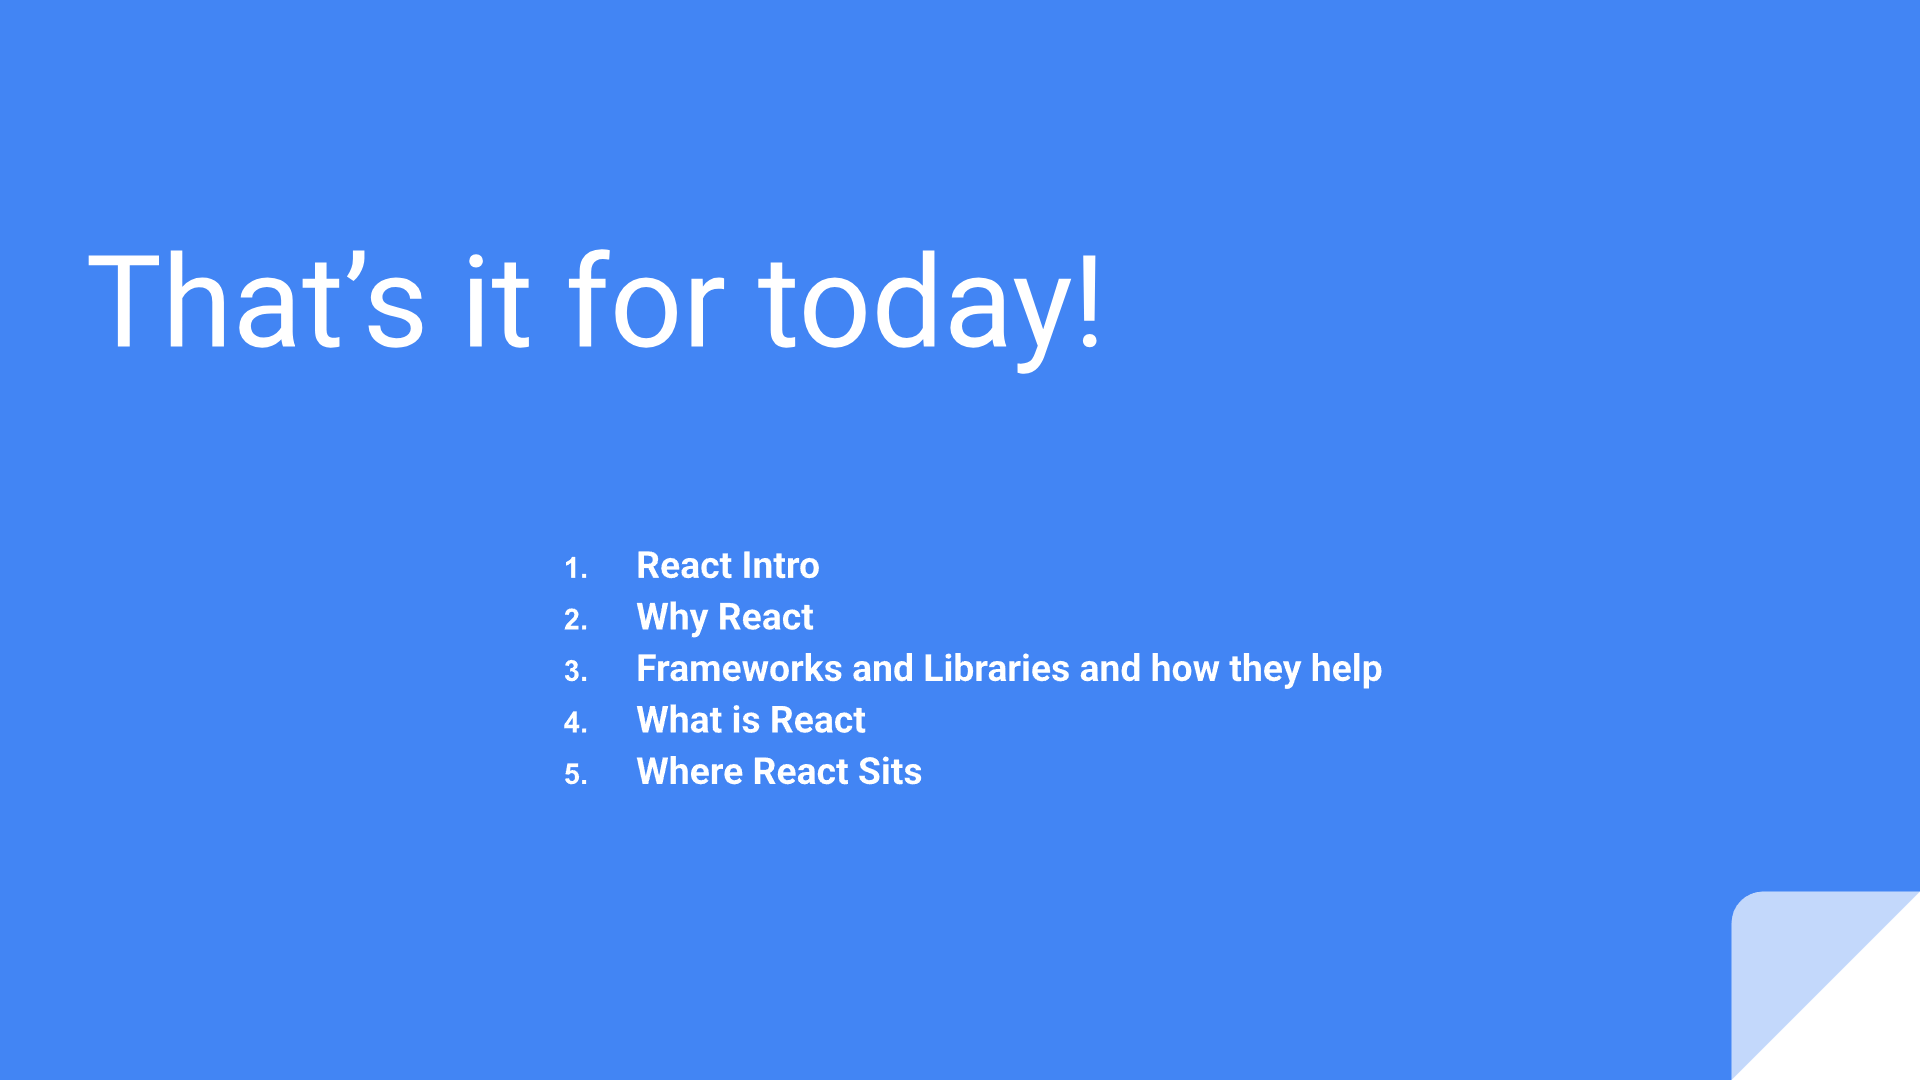 That’s it for today!
1. React Intro
2. Why React
3. Frameworks and Libraries and how they help
4. What is React
5. Where React Sits